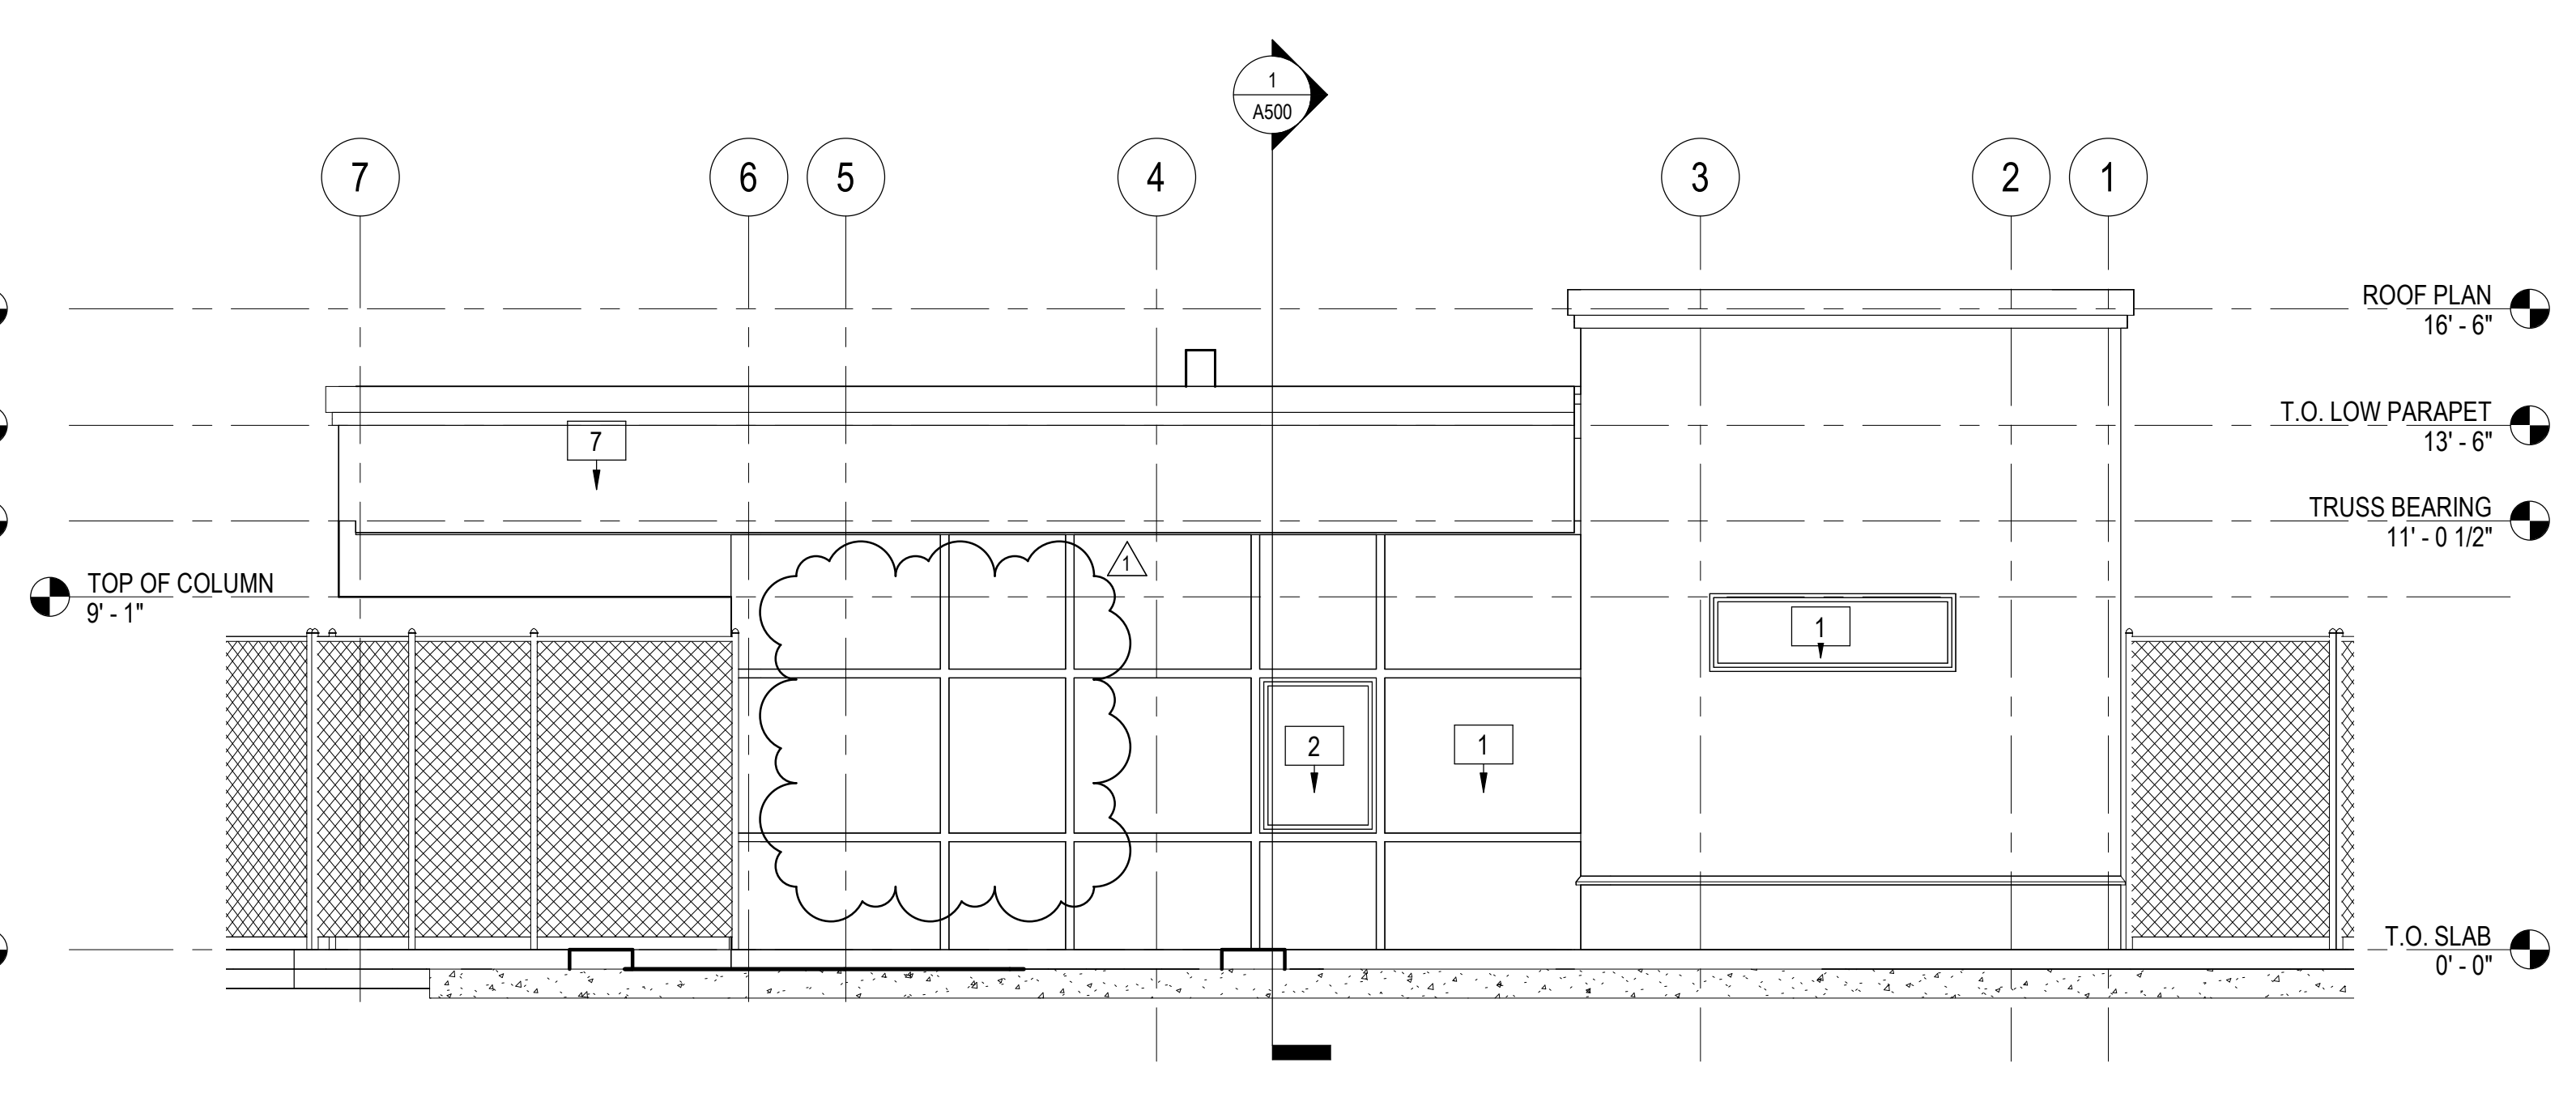 1
A500
7
6
5
4
3
2
1
ROOF PLAN
16' - 6"
T.O. LOW PARAPET
13' - 6"
7
TRUSS BEARING
11' - 0 1/2"
1
TOP OF COLUMN
9' - 1"
1
2
1
T.O. SLAB
0' - 0"